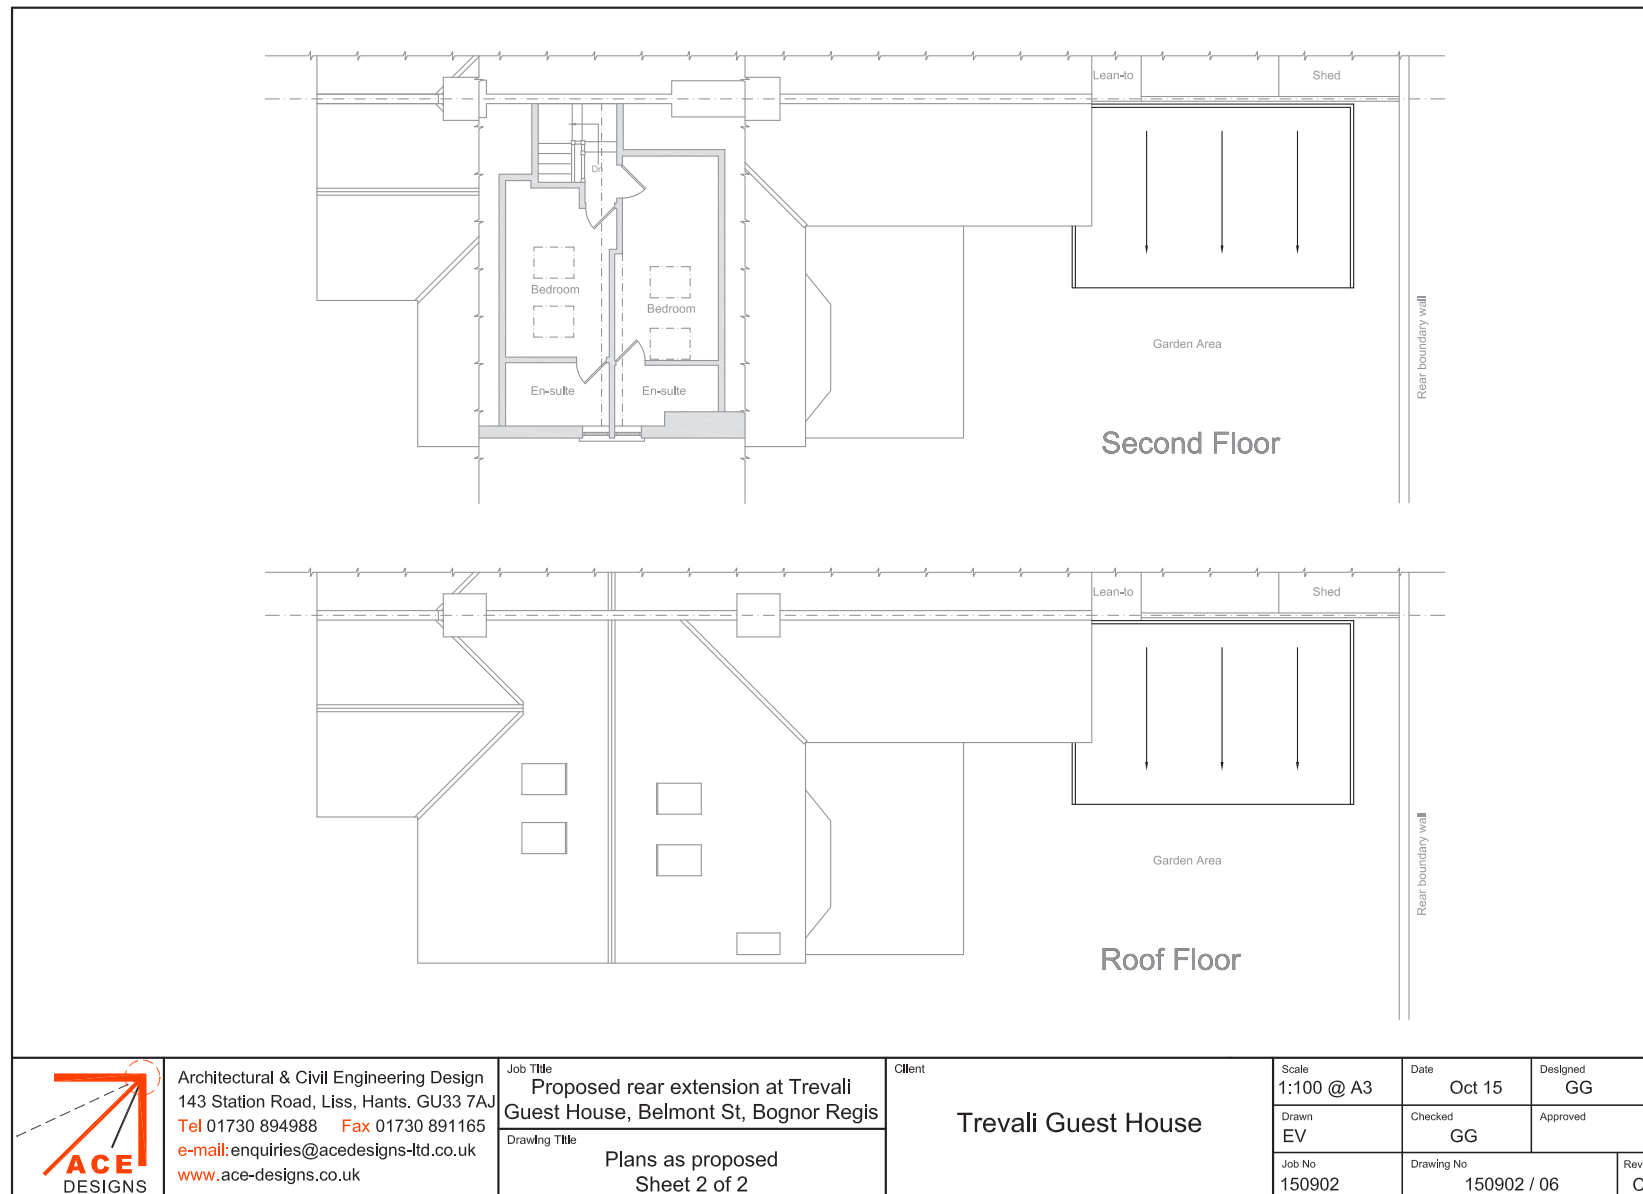 Lean-to
Shed
Dn
Bedroom
Bedroom
En-suite
En-suite
Garden Area
Rear boundary wall
Second Floor
Lean-to
Shed
Garden Area
Rear boundary wall
Roof Floor
ACE
DESIGNS
Architectural & Civil Engineering Design
143 Station Road, Liss, Hants. GU33 7AJ
Tel 01730 894988 Fax 01730 891165
e-mail:enquiries@acedesigns-ltd.co.uk
www.ace-designs.co.uk
Job Title
Proposed rear extension at Trevali
Guest House, Belmont St, Bognor Regis
Drawing Title
Plans as proposed
Sheet 2 of 2
Client
Trevali Guest House
Scale
1:100 @ A3
Date
Oct 15
Designed
GG
Drawn
EV
Checked
GG
Approved
Job No
150902
Drawing No
150902 / 06
Rev
C